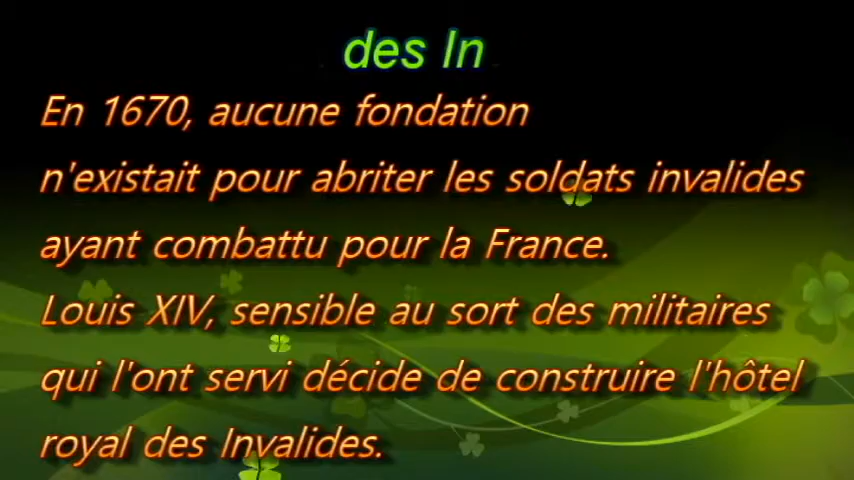 des In
En 1670, aucune fondation
n'existait pour abriter les soldats invalides
ayant combattu pour la France.
Louis XIV, sensible au sort des militaires
qui l'ont servi décide de construire l'hôtel
royal des Invalides.